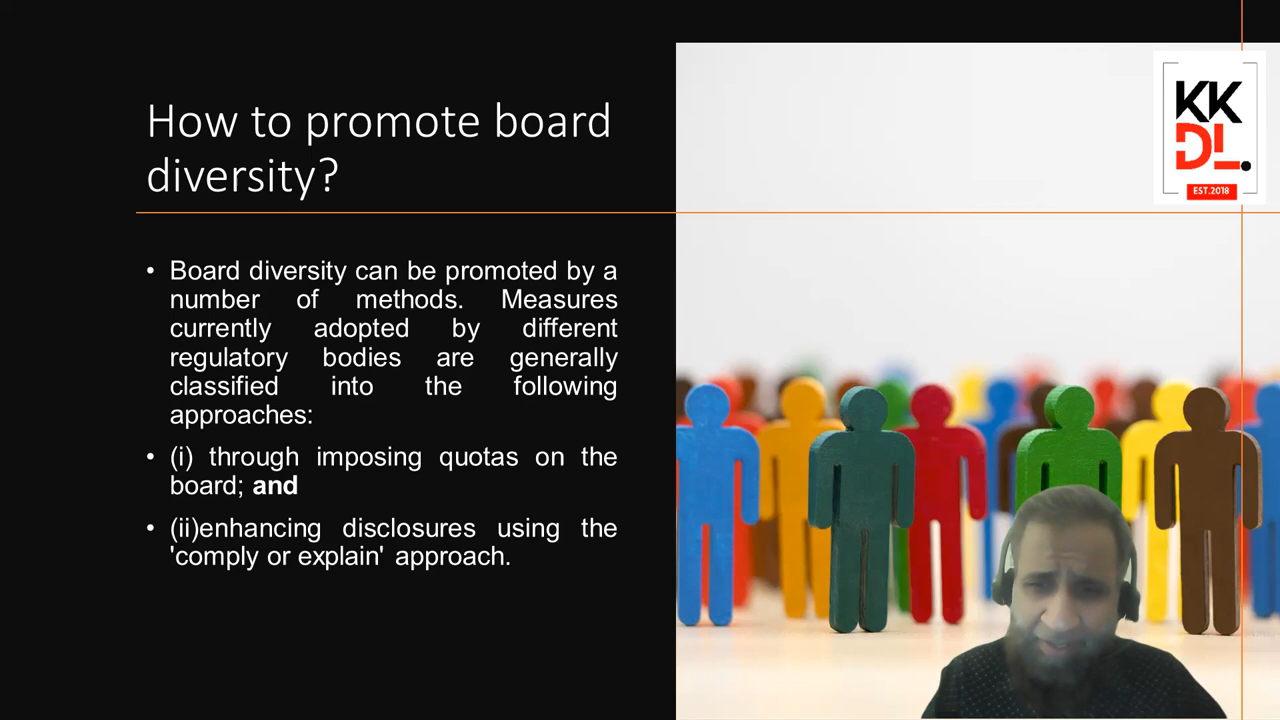 How to promote board
diversity?
• Board diversity can be promoted by a
number of methods. Measures
currently adopted by different
regulatory bodies are generally
classified into the following
approaches:
• (i) through imposing quotas on the
board; and
• (ii)enhancing disclosures using the
'comply or explain' approach.
KK
DL.
EST.2018